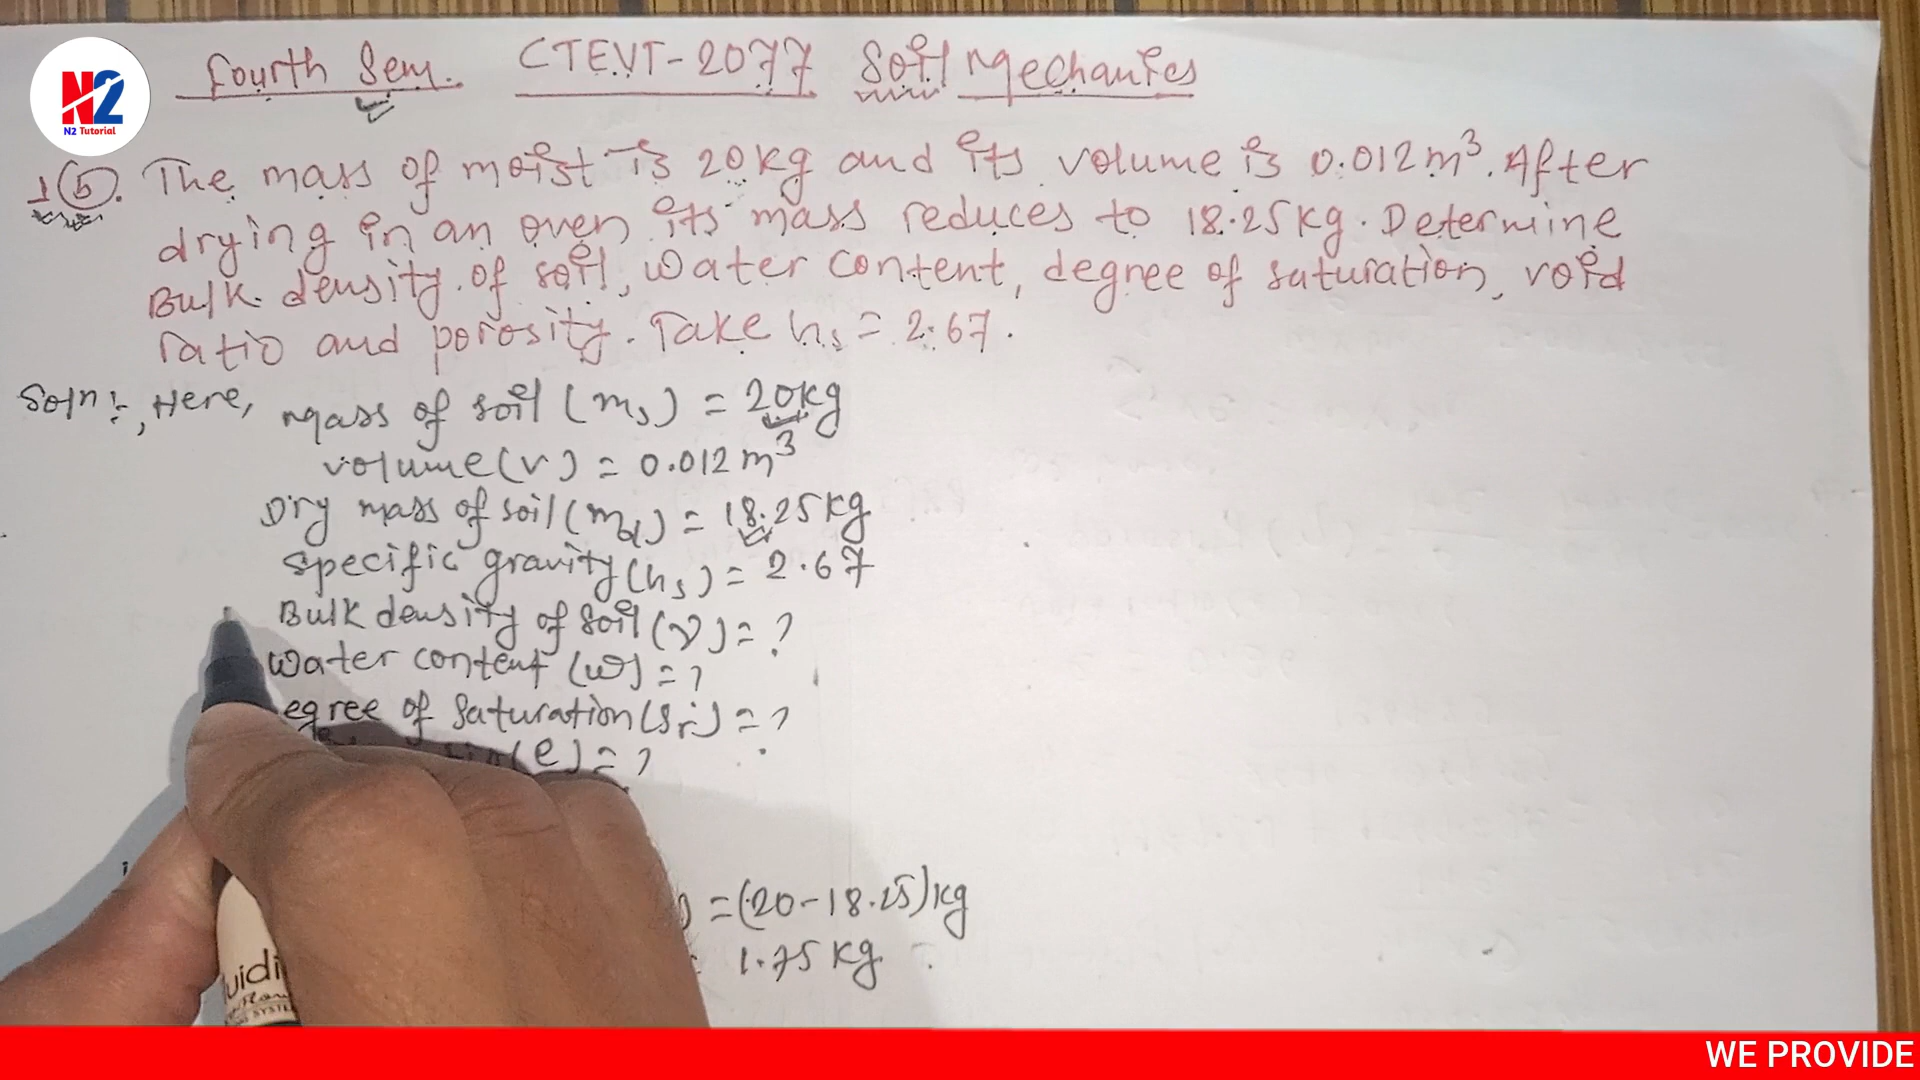 N2
N2 Tutorial
Fourth Sem. CTEVT-2077 Soil Mechanics
1(b). The mass of moist is 20kg and its volume is 0.012m³. After
drying in an oven its mass reduces to 18.25kg. Determine
Bulk density of soil, water content, degree of saturation, void
ratio and porosity. Take hs = 2.67.
Soln:, Here, Mass of soil (ms) = 20kg
volume(v) = 0.012 m³
Dry mass of soil(md) = 18.25kg
Specific gravity(hs) = 2.67
Bulk density of soil(γ) = ?
water content (w) = ?
egree of saturation(sr) = ?
(e) = ?
= (20-18.25)kg
1.75 kg
WE PROVIDE